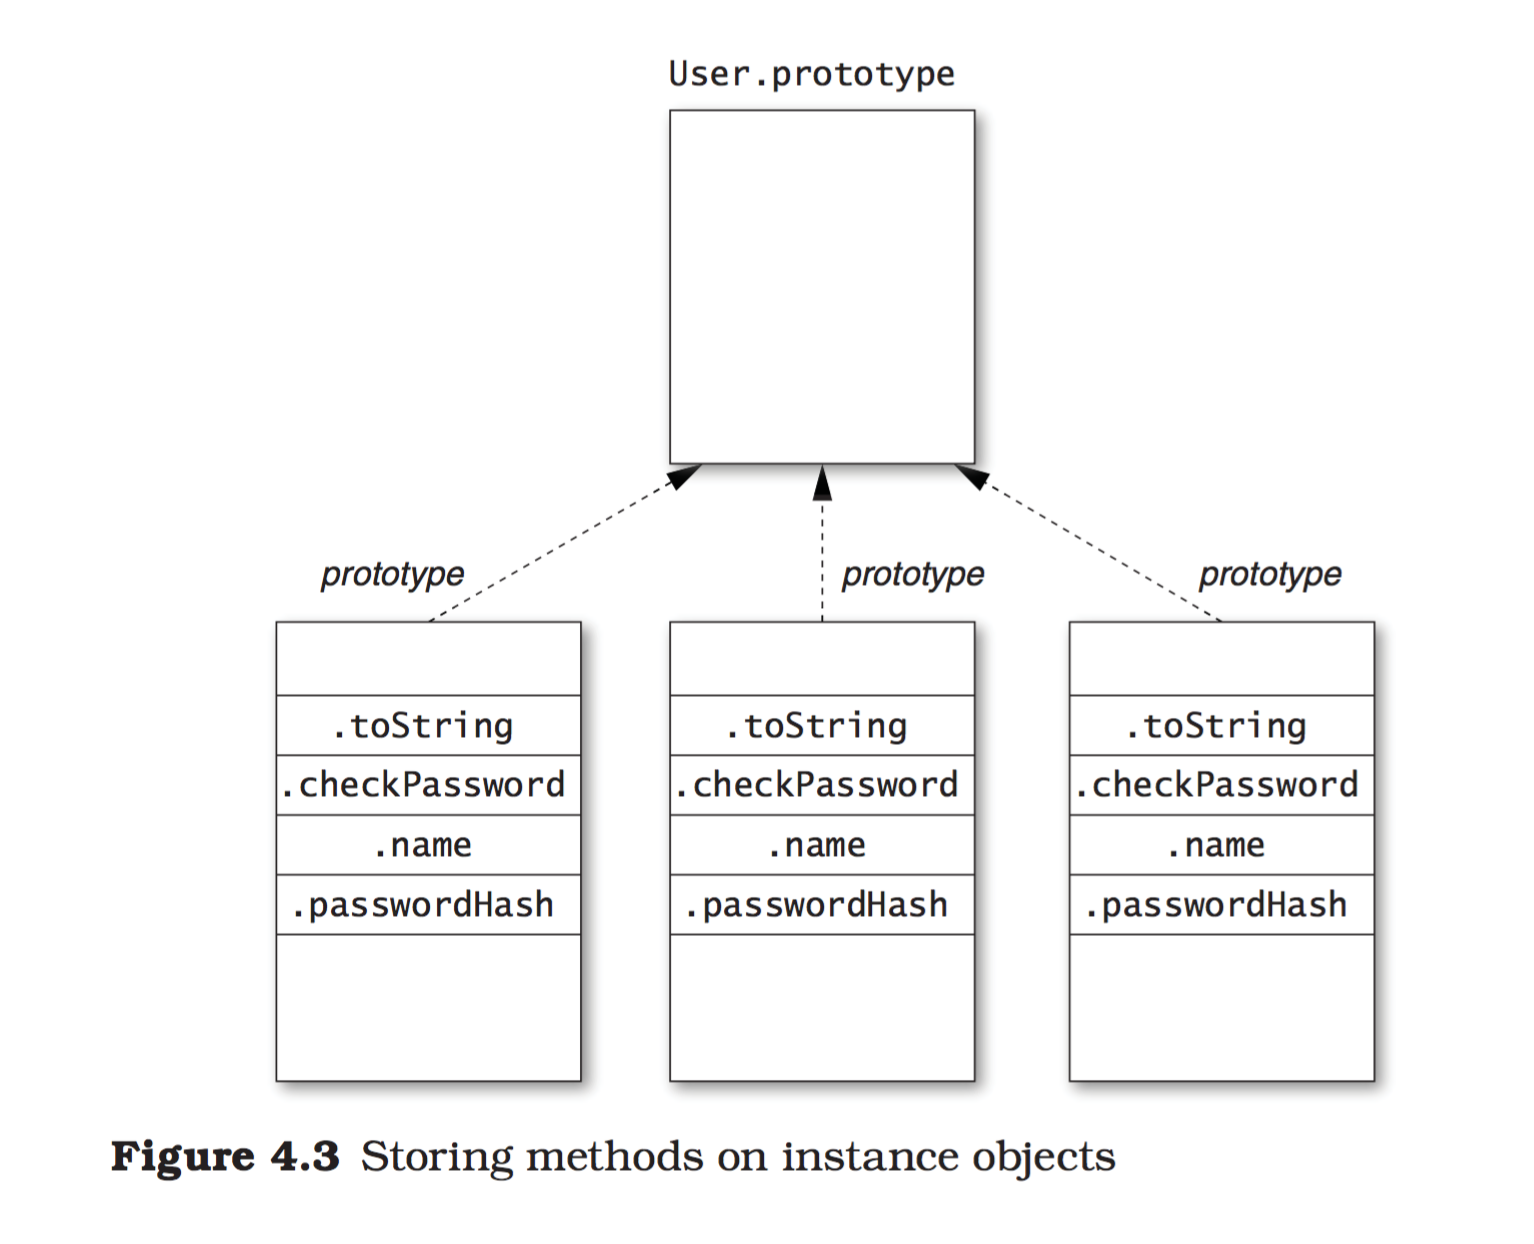 User.prototype
prototype
prototype
prototype
.toString
.checkPassword
.name
.passwordHash
.toString
.checkPassword
.name
.passwordHash
.toString
.checkPassword
.name
.passwordHash
Figure 4.3 Storing methods on instance objects